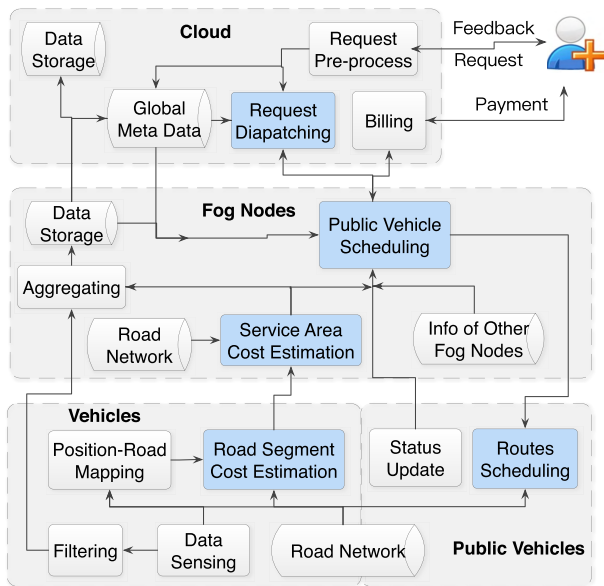 Cloud
Data
Storage
Request
Pre-process
Feedback
Request
Global
Meta Data
Request
Diapatching
Billing
Payment
Fog Nodes
Data
Storage
Public Vehicle
Scheduling
Aggregating
Road
Network
Service Area
Cost Estimation
Info of Other
Fog Nodes
Vehicles
Position-Road
Mapping
Road Segment
Cost Estimation
Status
Update
Routes
Scheduling
Filtering
Data
Sensing
Road Network
Public Vehicles